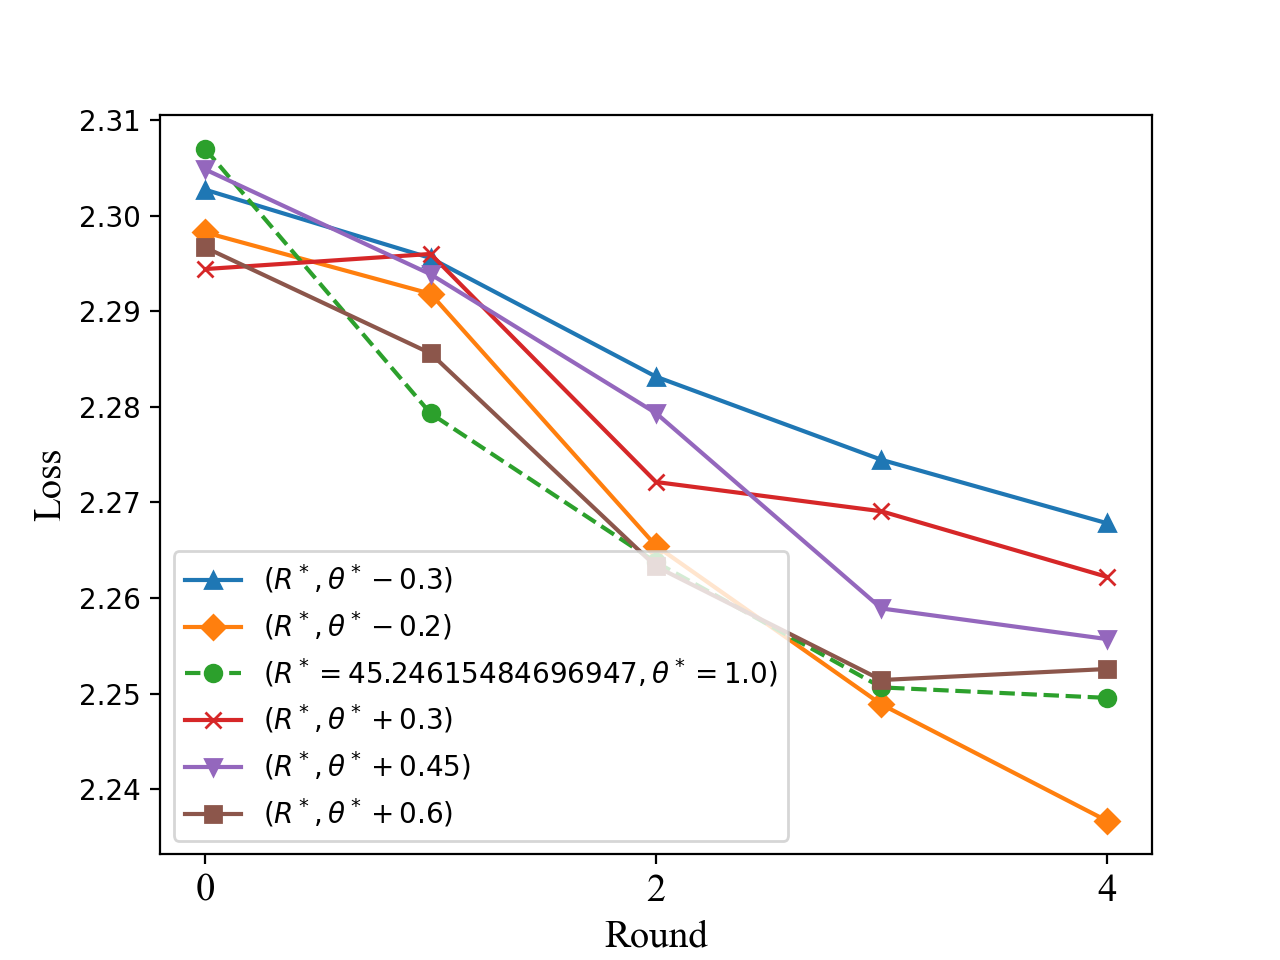 2.31
2.30
2.29
2.28
2.27
2.26
2.25
2.24
Loss
(R*, θ* − 0.3)
(R*, θ* − 0.2)
(R* = 45.24615484696947, θ* = 1.0)
(R*, θ* + 0.3)
(R*, θ* + 0.45)
(R*, θ* + 0.6)
0 2 4
Round